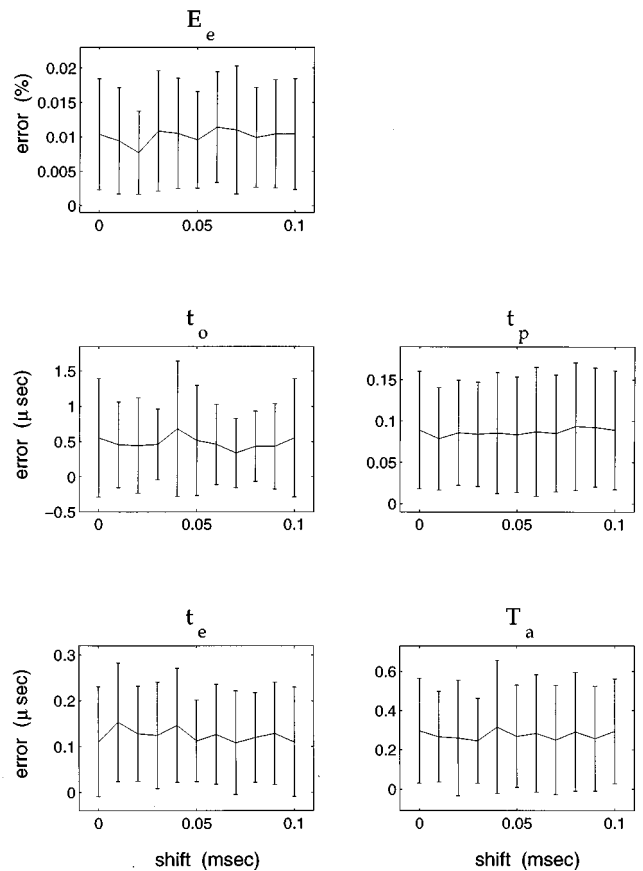 E_e
error (%)
0.02
0.015
0.01
0.005
0
0 0.05 0.1
t_o
t_p
error (μ sec)
1.5
1
0.5
0
−0.5
0 0.05 0.1
0.15
0.1
0.05
0
0 0.05 0.1
t_e
T_a
error (μ sec)
0.3
0.2
0.1
0
0 0.05 0.1
shift (msec)
0.6
0.4
0.2
0
0 0.05 0.1
shift (msec)